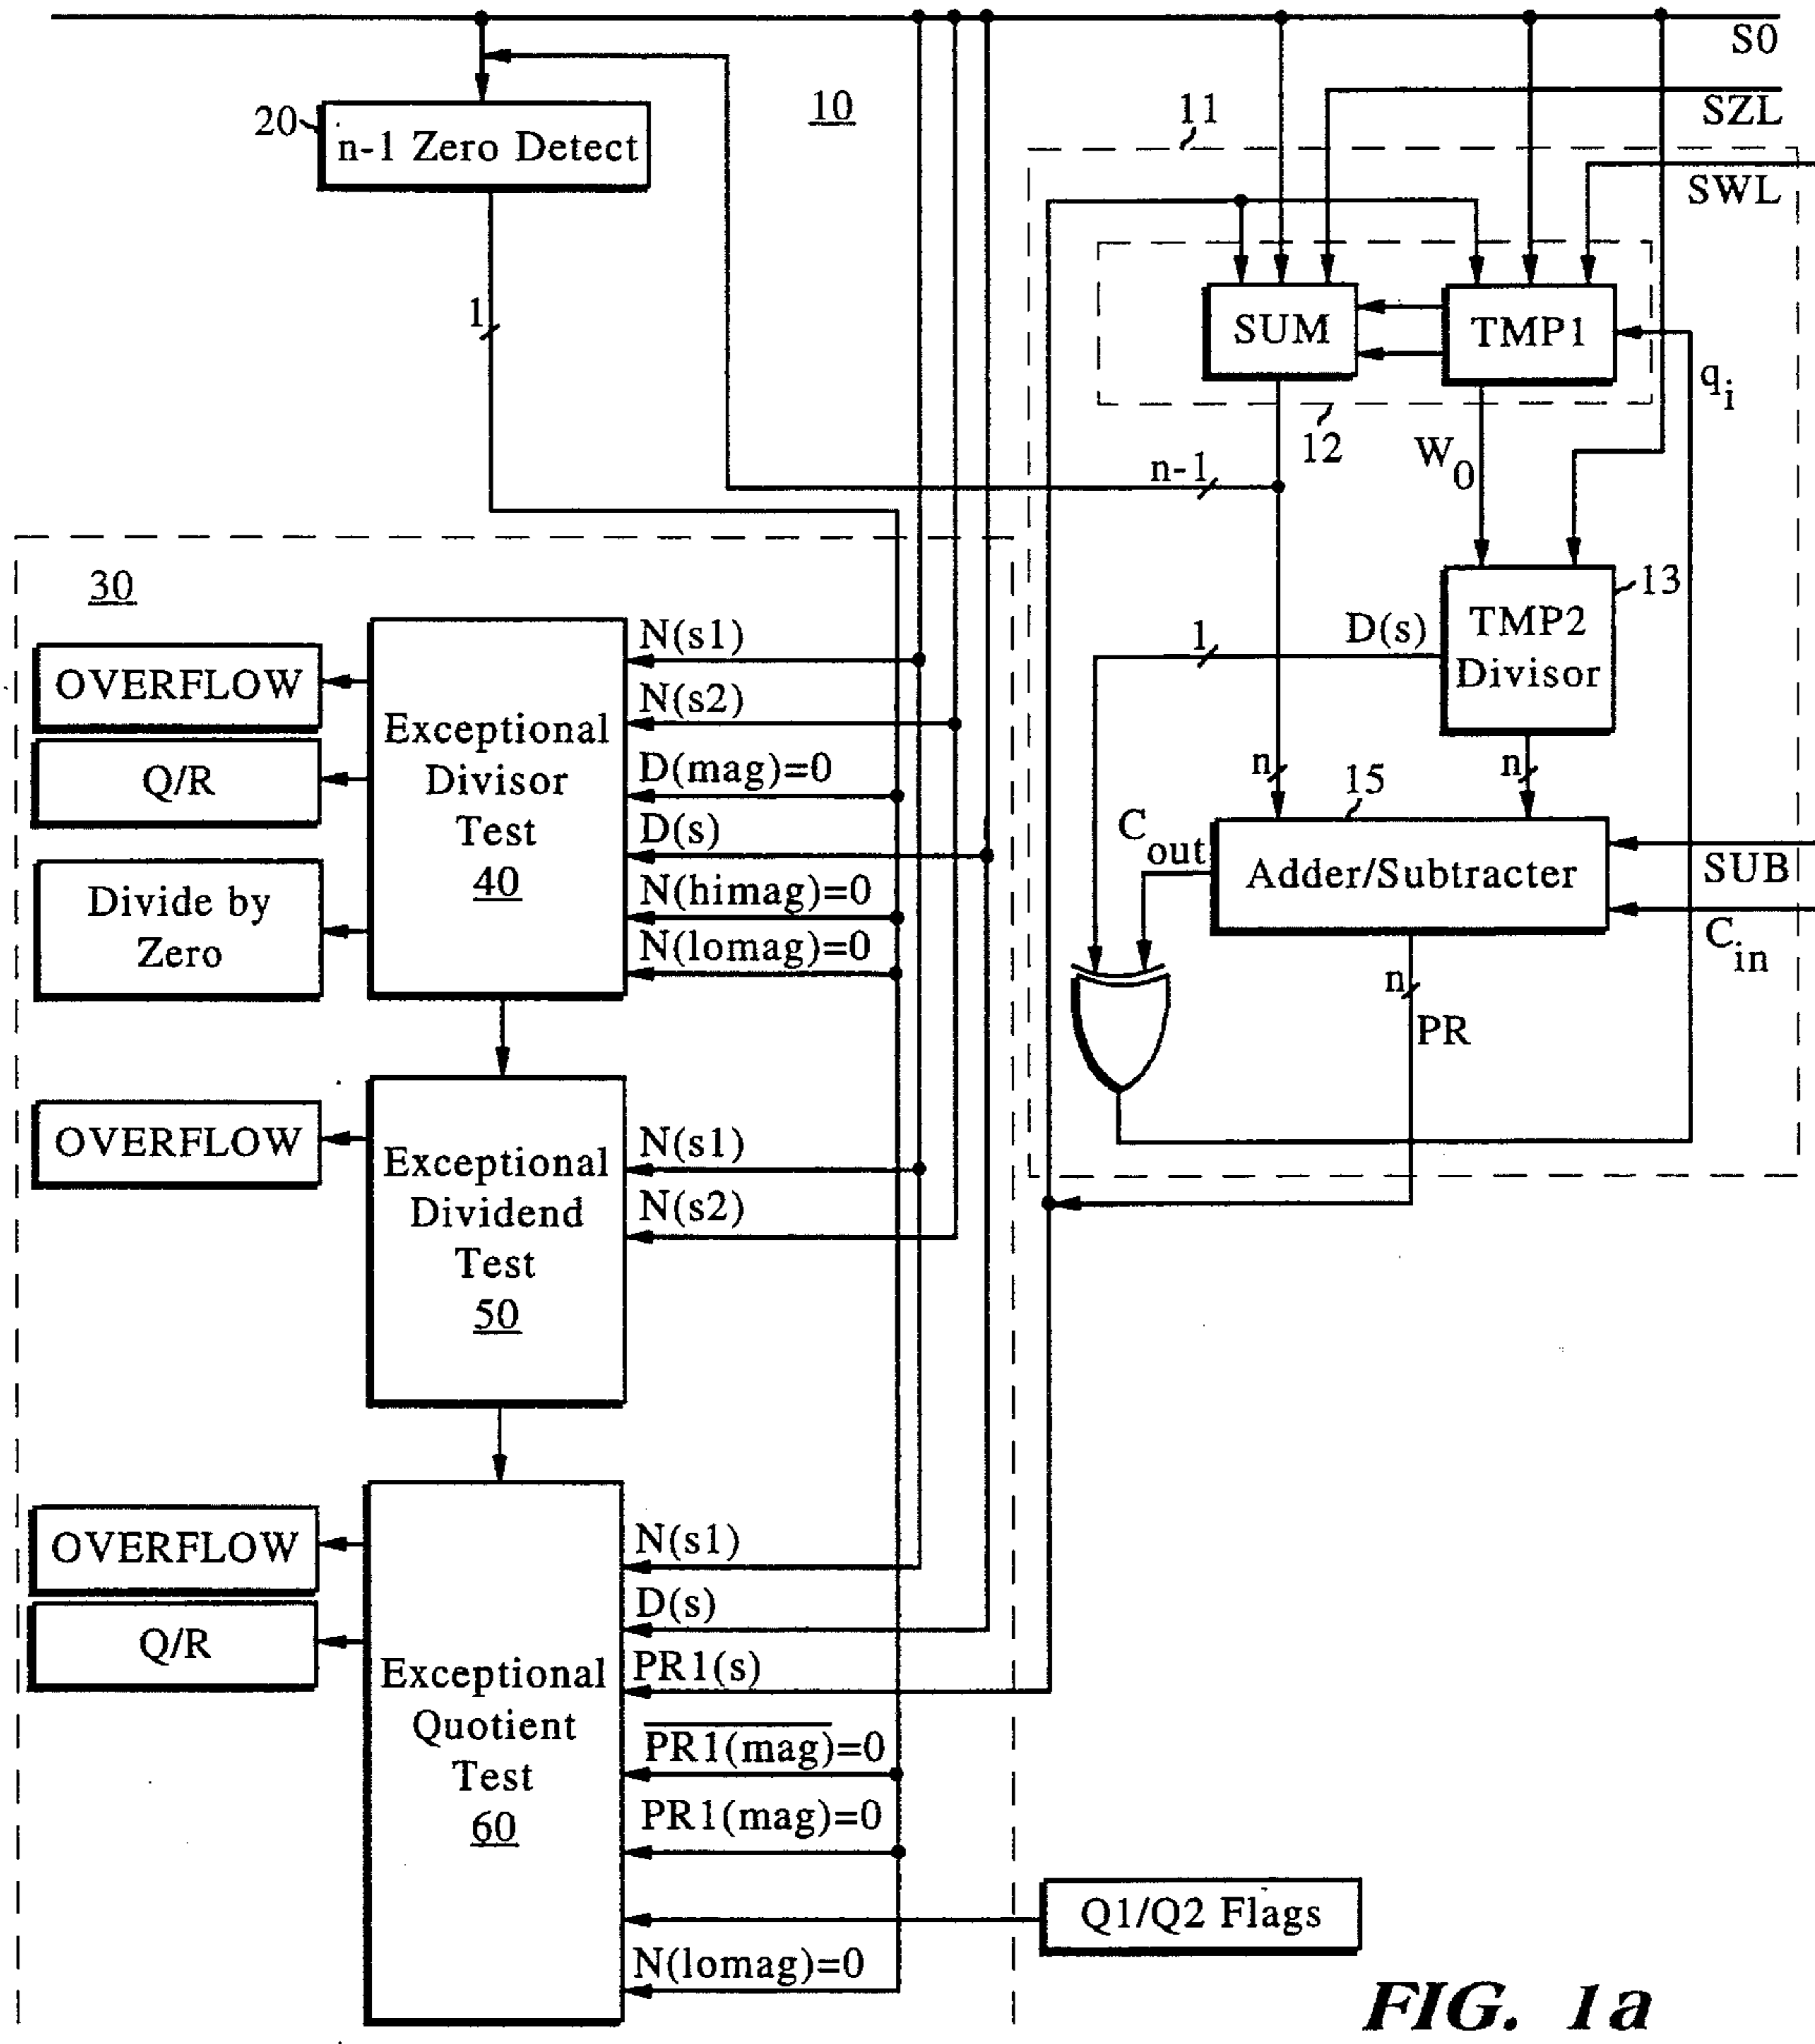 S0
10
SZL
11
20
n-1 Zero Detect
SWL
SUM
TMP1
1
qi
12
W0
n-1
30
13
TMP2
Divisor
D(s)
1
N(s1)
OVERFLOW
N(s2)
Exceptional
Divisor
Test
40
Q/R
D(mag)=0
n
n
15
D(s)
Cout
Adder/Subtracter
SUB
Divide by
Zero
N(himag)=0
N(lomag)=0
Cin
n
PR
OVERFLOW
Exceptional
Dividend
Test
50
N(s1)
N(s2)
OVERFLOW
N(s1)
D(s)
Q/R
PR1(s)
Exceptional
Quotient
Test
60
P̅R̅1̅(̅m̅a̅g̅)̅=0
PR1(mag)=0
Q1/Q2 Flags
N(lomag)=0
FIG. 1a